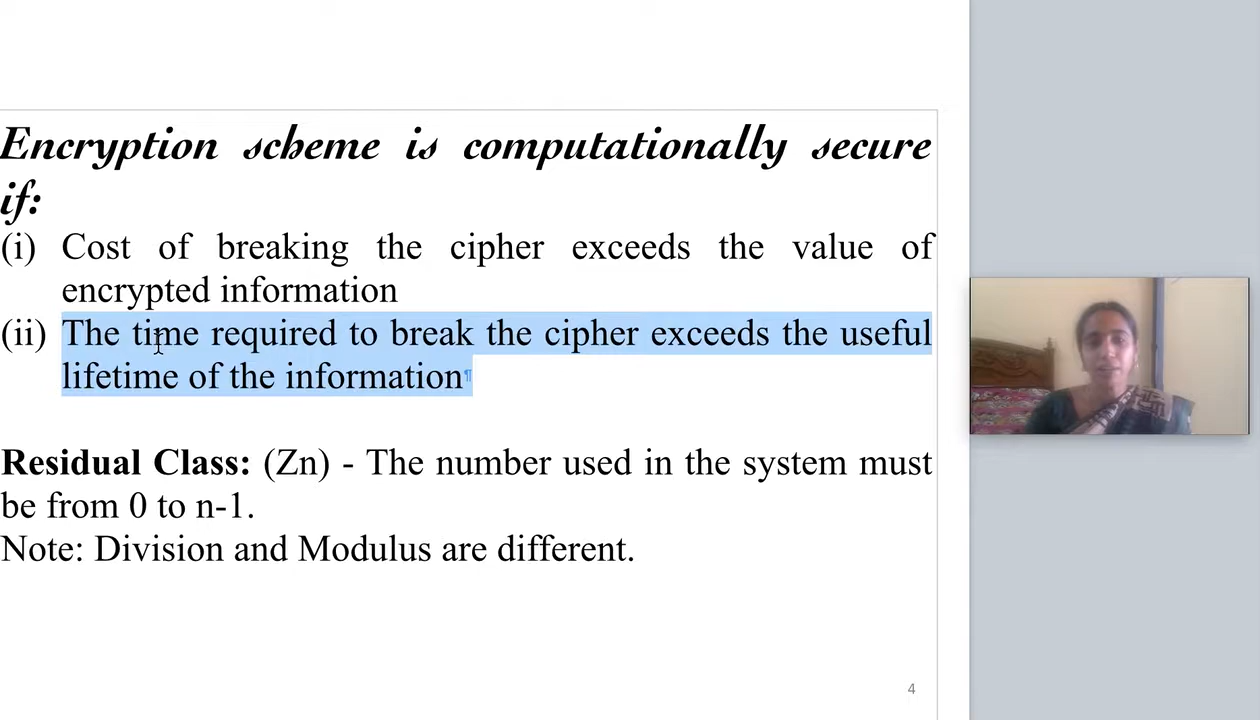 Encryption scheme is computationally secure
if:
(i) Cost of breaking the cipher exceeds the value of
encrypted information
(ii) The time required to break the cipher exceeds the useful
lifetime of the information¶
Residual Class: (Zn) - The number used in the system must
be from 0 to n-1.
Note: Division and Modulus are different.
4